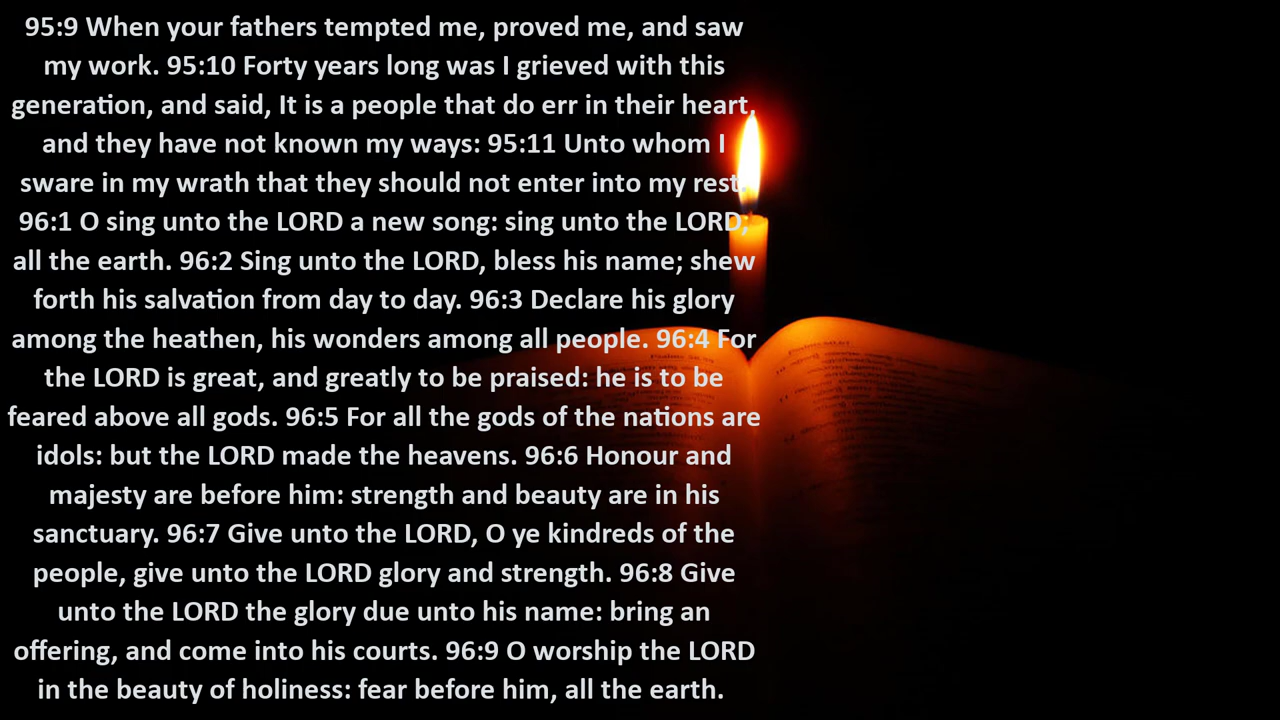 95:9 When your fathers tempted me, proved me, and saw
my work. 95:10 Forty years long was I grieved with this
generation, and said, It is a people that do err in their heart,
and they have not known my ways: 95:11 Unto whom I
sware in my wrath that they should not enter into my rest.
96:1 O sing unto the LORD a new song: sing unto the LORD,
all the earth. 96:2 Sing unto the LORD, bless his name; shew
forth his salvation from day to day. 96:3 Declare his glory
among the heathen, his wonders among all people. 96:4 For
the LORD is great, and greatly to be praised: he is to be
feared above all gods. 96:5 For all the gods of the nations are
idols: but the LORD made the heavens. 96:6 Honour and
majesty are before him: strength and beauty are in his
sanctuary. 96:7 Give unto the LORD, O ye kindreds of the
people, give unto the LORD glory and strength. 96:8 Give
unto the LORD the glory due unto his name: bring an
offering, and come into his courts. 96:9 O worship the LORD
in the beauty of holiness: fear before him, all the earth.